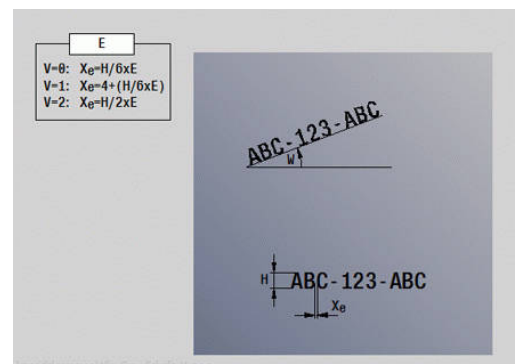 E
V=0: Xe=H/6xE
V=1: Xe=4+(H/6xE)
V=2: Xe=H/2xE
ABC-123-ABC
W
H
ABC-123-ABC
Xe